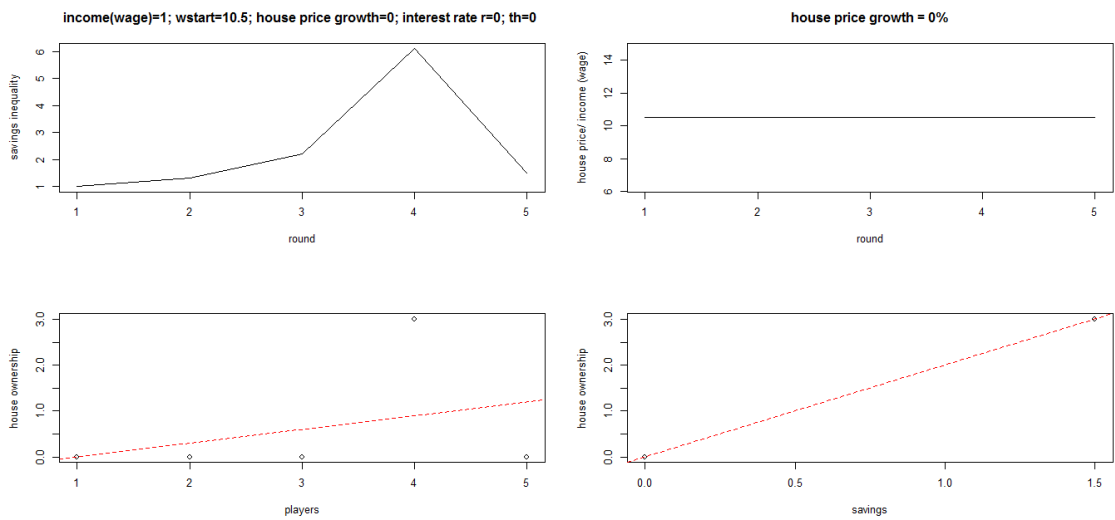 income(wage)=1; wstart=10.5; house price growth=0; interest rate r=0; th=0
savings inequality
6
5
4
3
2
1
1 2 3 4 5
round
house price growth = 0%
house price/ income (wage)
14
12
10
8
6
1 2 3 4 5
round
house ownership
3.0
2.0
1.0
0.0
1 2 3 4 5
players
house ownership
3.0
2.0
1.0
0.0
0.0 0.5 1.0 1.5
savings